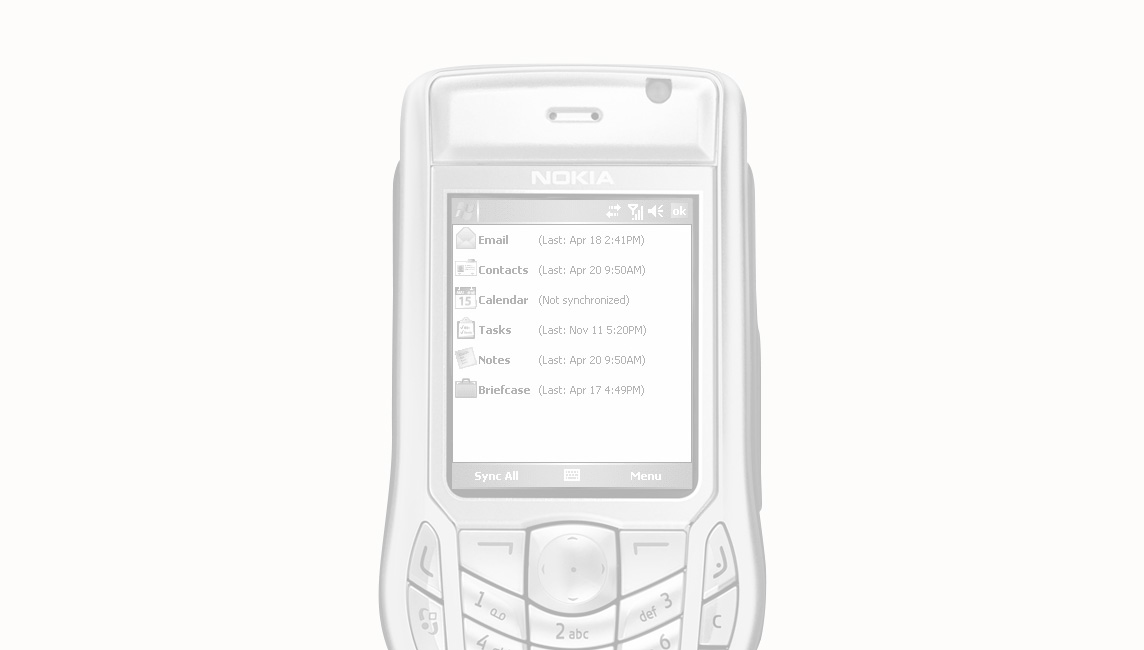 NOKIA
ok
Email (Last: Apr 18 2:41PM)
Contacts (Last: Apr 20 9:50AM)
15
Calendar (Not synchronized)
Tasks (Last: Nov 11 5:20PM)
Notes (Last: Apr 20 9:50AM)
Briefcase (Last: Apr 17 4:49PM)
Sync All Menu
1 def 3
2 abc c
4 6